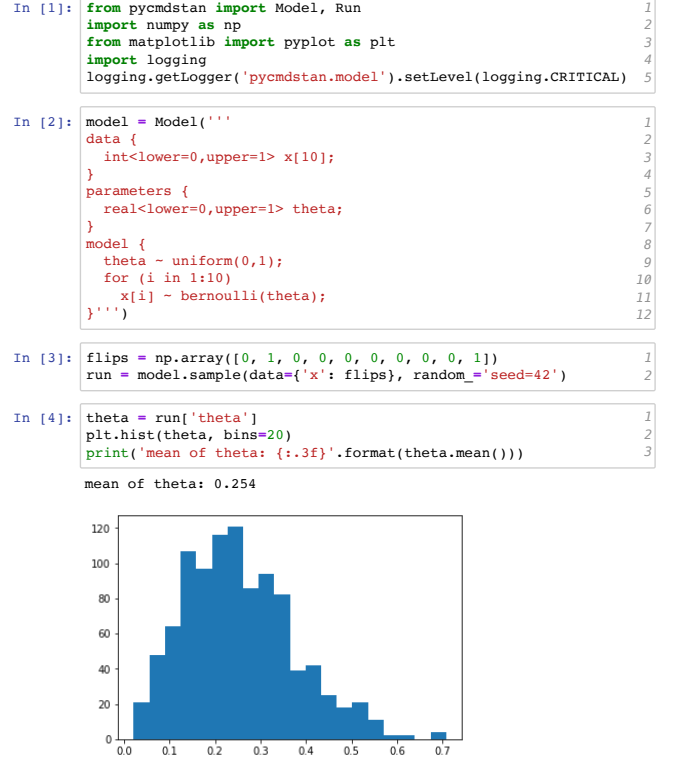 In [1]: from pycmdstan import Model, Run 1
import numpy as np 2
from matplotlib import pyplot as plt 3
import logging 4
logging.getLogger('pycmdstan.model').setLevel(logging.CRITICAL) 5
In [2]: model = Model(''' 1
data { 2
  int<lower=0,upper=1> x[10]; 3
} 4
parameters { 5
  real<lower=0,upper=1> theta; 6
} 7
model { 8
  theta ~ uniform(0,1); 9
  for (i in 1:10) 10
    x[i] ~ bernoulli(theta); 11
}''') 12
In [3]: flips = np.array([0, 1, 0, 0, 0, 0, 0, 0, 0, 1]) 1
run = model.sample(data={'x': flips}, random_='seed=42') 2
In [4]: theta = run['theta'] 1
plt.hist(theta, bins=20) 2
print('mean of theta: {:.3f}'.format(theta.mean())) 3
mean of theta: 0.254
120
100
80
60
40
20
0
0.0 0.1 0.2 0.3 0.4 0.5 0.6 0.7